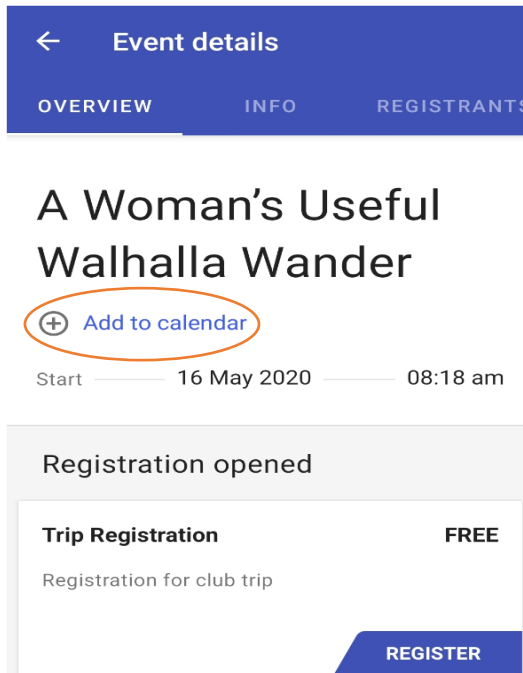 Event details
OVERVIEW INFO REGISTRANTS
A Woman's Useful
Walhalla Wander
Add to calendar
Start 16 May 2020 08:18 am
Registration opened
Trip Registration FREE
Registration for club trip
REGISTER